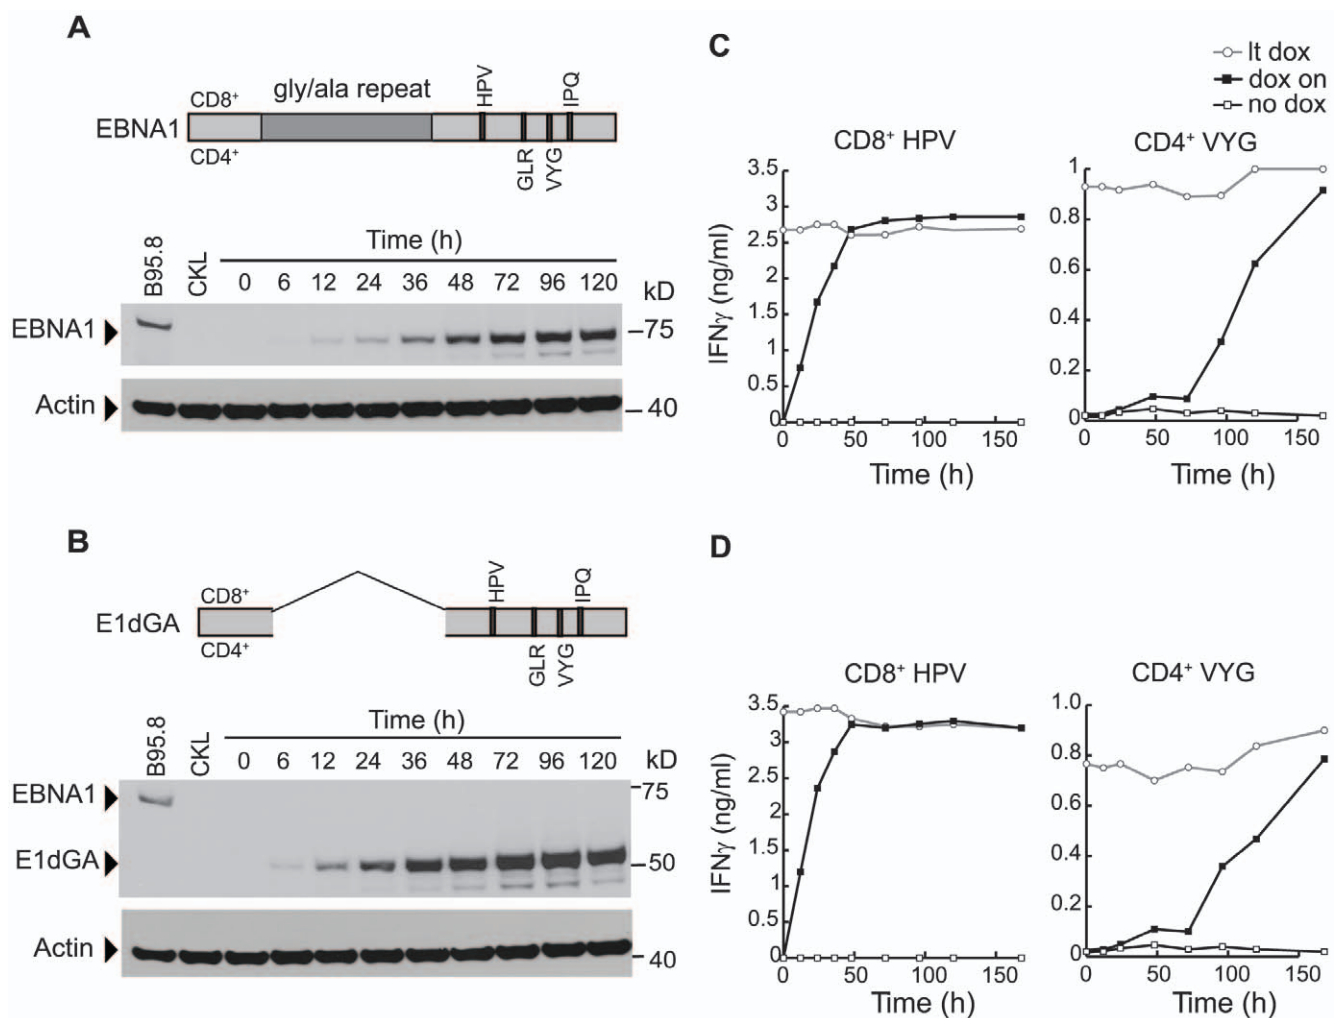 A
gly/ala repeat
CD8⁺
HPV
IPQ
EBNA1
CD4⁺
GLR
VYG
Time (h)
B95.8
CKL
0 6 12 24 36 48 72 96 120
kD
EBNA1
–75
Actin
–40
B
CD8⁺
HPV
IPQ
E1dGA
CD4⁺
GLR
VYG
Time (h)
B95.8
CKL
0 6 12 24 36 48 72 96 120
kD
EBNA1
–75
E1dGA
–50
Actin
–40
C
lt dox
dox on
no dox
CD8⁺ HPV
3.5
3
2.5
2
1.5
1
0.5
0
IFNγ (ng/ml)
0 50 100 150
Time (h)
CD4⁺ VYG
1
0.8
0.6
0.4
0.2
0
0 50 100 150
Time (h)
D
CD8⁺ HPV
3.5
3
2.5
2
1.5
1
0.5
0
IFNγ (ng/ml)
0 50 100 150
Time (h)
CD4⁺ VYG
1.0
0.8
0.6
0.4
0.2
0
0 50 100 150
Time (h)